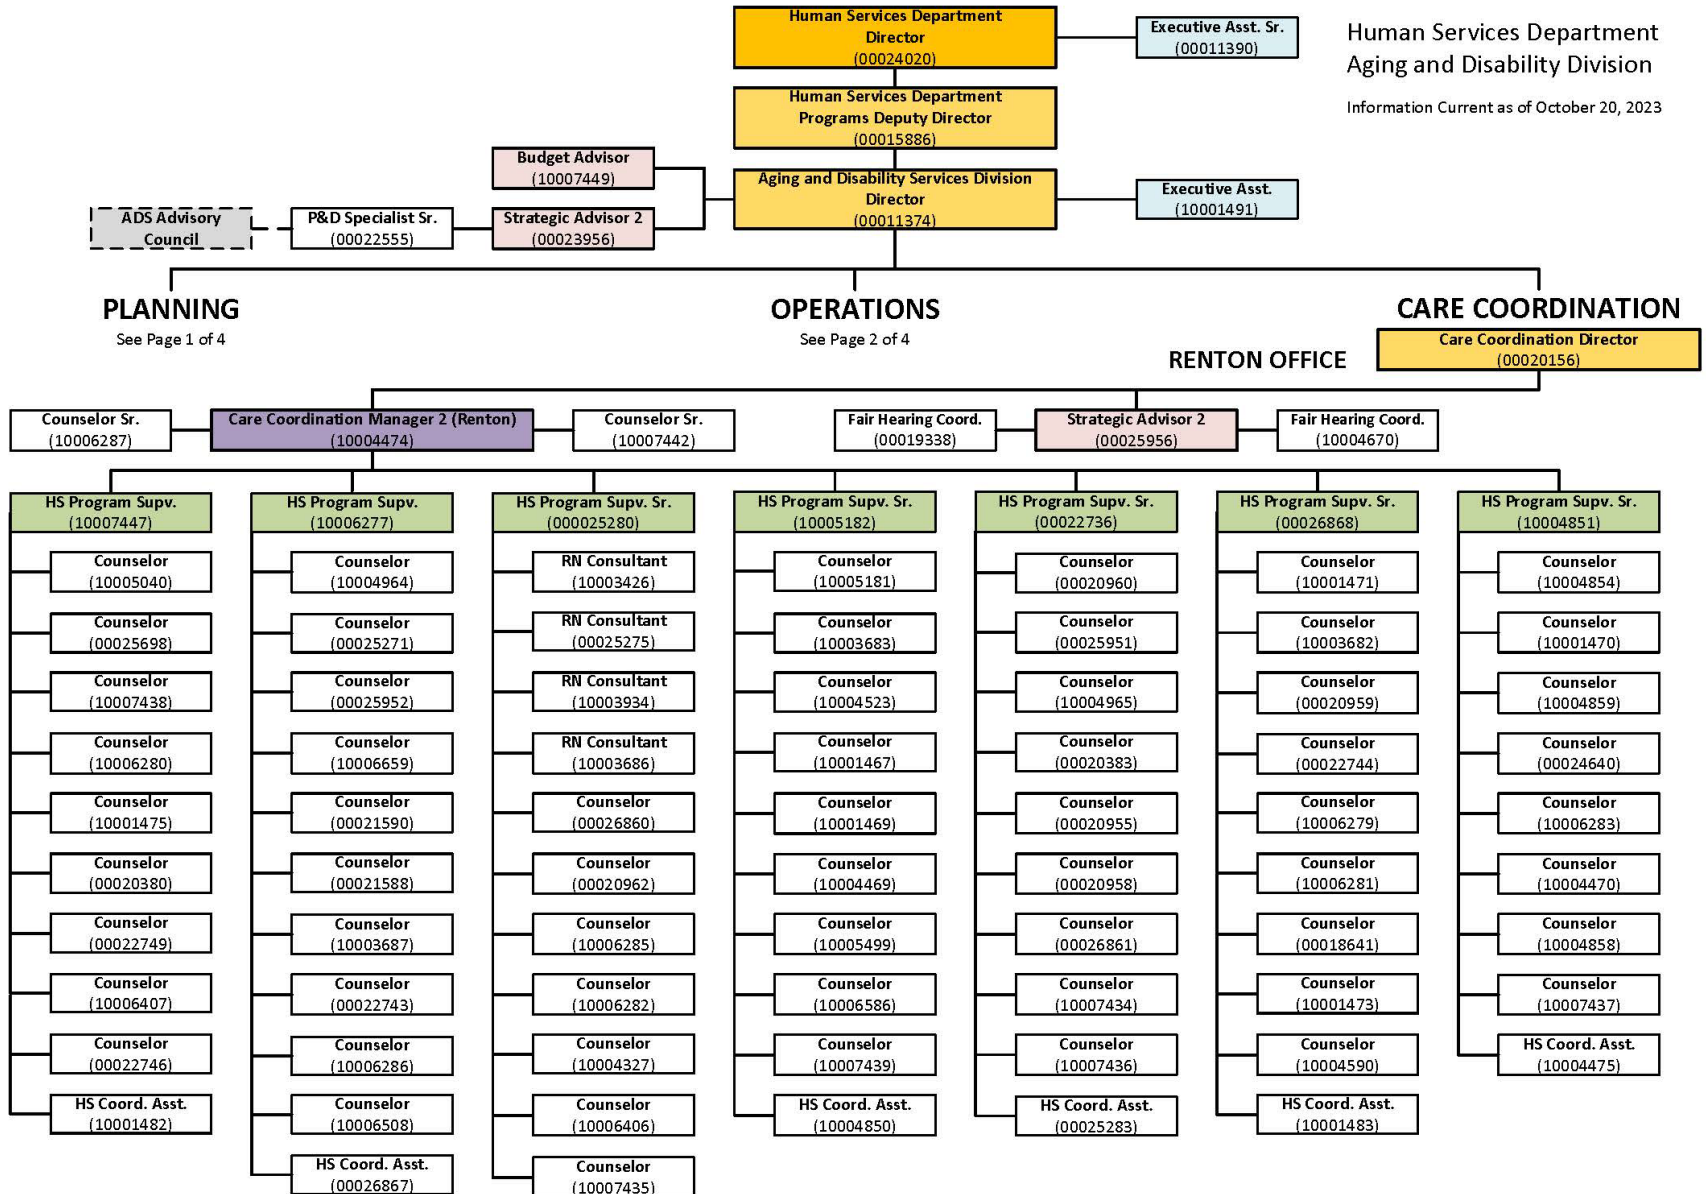 Human Services Department
Director
(00024020)
Executive Asst. Sr.
(00011390)
Human Services Department
Aging and Disability Division
Information Current as of October 20, 2023
Human Services Department
Programs Deputy Director
(00015886)
Budget Advisor
(10007449)
Aging and Disability Services Division
Director
(00011374)
Executive Asst.
(10001491)
ADS Advisory
Council
P&D Specialist Sr.
(00022555)
Strategic Advisor 2
(00023956)
PLANNING
See Page 1 of 4
OPERATIONS
See Page 2 of 4
CARE COORDINATION
Care Coordination Director
(00020156)
RENTON OFFICE
Counselor Sr.
(10006287)
Care Coordination Manager 2 (Renton)
(10004474)
Counselor Sr.
(10007442)
Fair Hearing Coord.
(00019338)
Strategic Advisor 2
(00025956)
Fair Hearing Coord.
(10004670)
HS Program Supv.
(10007447)
Counselor
(10005040)
Counselor
(00025698)
Counselor
(10007438)
Counselor
(10006280)
Counselor
(10001475)
Counselor
(00020380)
Counselor
(00022749)
Counselor
(10006407)
Counselor
(00022746)
HS Coord. Asst.
(10001482)
HS Program Supv.
(10006277)
Counselor
(10004964)
Counselor
(00025271)
Counselor
(00025952)
Counselor
(10006659)
Counselor
(00021590)
Counselor
(00021588)
Counselor
(10003687)
Counselor
(00022743)
Counselor
(10006286)
Counselor
(10006508)
HS Coord. Asst.
(00026867)
HS Program Supv. Sr.
(000025280)
RN Consultant
(10003426)
RN Consultant
(00025275)
RN Consultant
(10003934)
RN Consultant
(10003686)
Counselor
(00026860)
Counselor
(00020962)
Counselor
(10006285)
Counselor
(10006282)
Counselor
(10004327)
Counselor
(10006406)
Counselor
(10007435)
HS Program Supv. Sr.
(10005182)
Counselor
(10005181)
Counselor
(10003683)
Counselor
(10004523)
Counselor
(10001467)
Counselor
(10001469)
Counselor
(10004469)
Counselor
(10005499)
Counselor
(10006586)
Counselor
(10007439)
HS Coord. Asst.
(10004850)
HS Program Supv. Sr.
(00022736)
Counselor
(00020960)
Counselor
(00025951)
Counselor
(10004965)
Counselor
(00020383)
Counselor
(00020955)
Counselor
(00020958)
Counselor
(00026861)
Counselor
(10007434)
Counselor
(10007436)
HS Coord. Asst.
(00025283)
HS Program Supv. Sr.
(00026868)
Counselor
(10001471)
Counselor
(10003682)
Counselor
(00020959)
Counselor
(00022744)
Counselor
(10006279)
Counselor
(10006281)
Counselor
(00018641)
Counselor
(10001473)
Counselor
(10004590)
HS Coord. Asst.
(10001483)
HS Program Supv. Sr.
(10004851)
Counselor
(10004854)
Counselor
(10001470)
Counselor
(10004859)
Counselor
(00024640)
Counselor
(10006283)
Counselor
(10004470)
Counselor
(10004858)
Counselor
(10007437)
HS Coord. Asst.
(10004475)